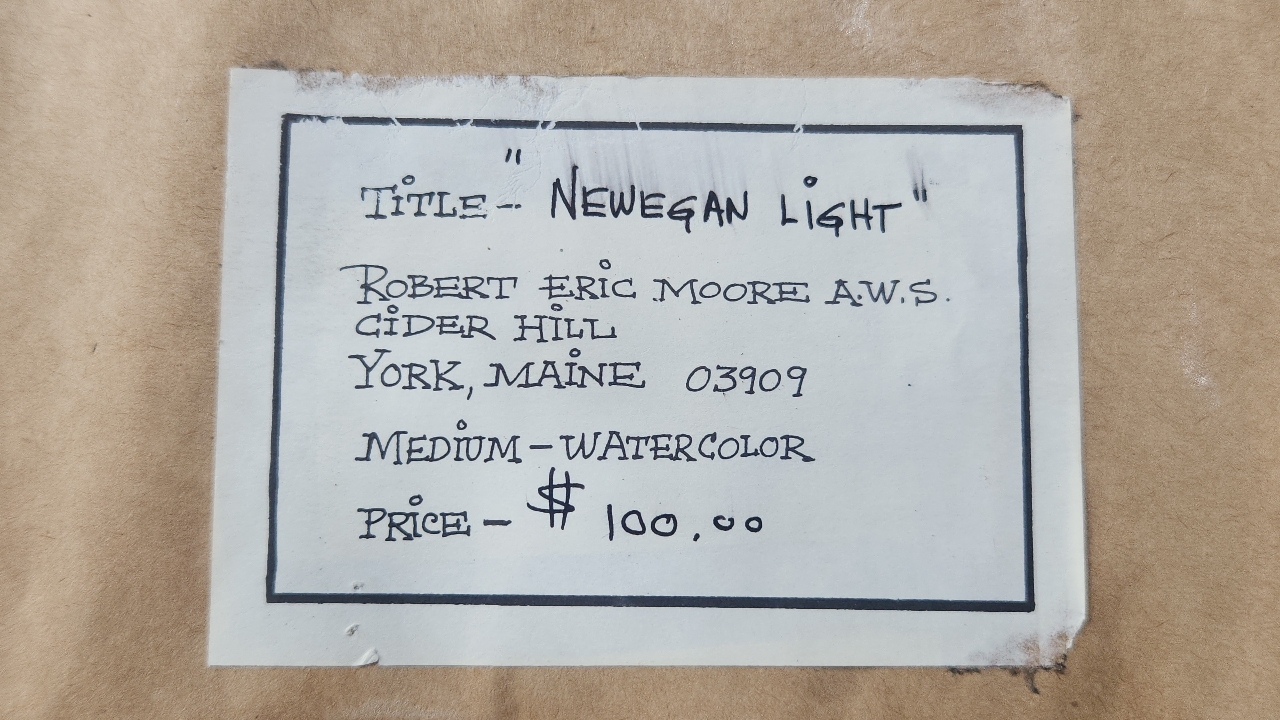 TITLE - "NEWEGAN LIGHT"
ROBERT ERIC MOORE A.W.S.
CIDER HILL
YORK, MAINE 03909
MEDIUM - WATERCOLOR
PRICE - $ 100.00